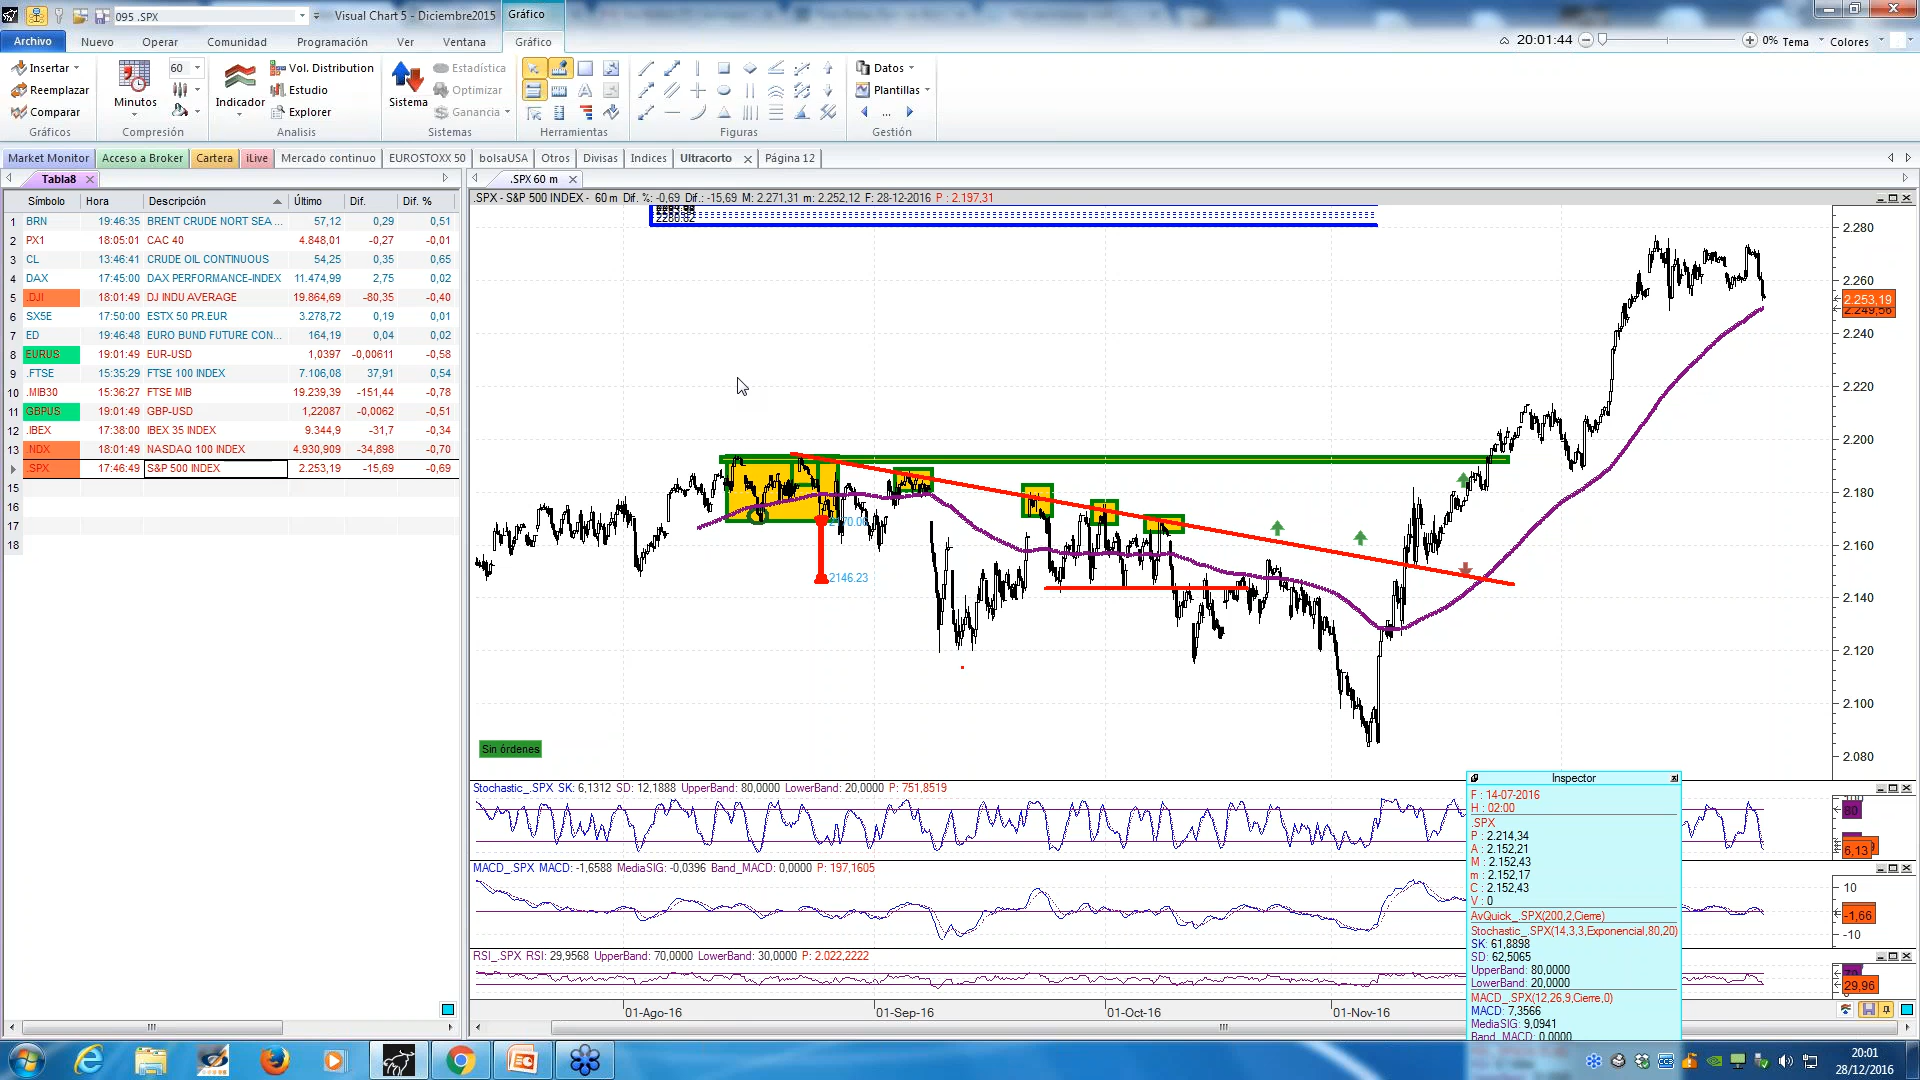 095 .SPX
Visual Chart 5 - Diciembre2015
Gráfico
Archivo Nuevo Operar Comunidad Programación Ver Ventana Gráfico
20:01:44 0% Tema Colores
Insertar
Reemplazar
Comparar
Gráficos
60
Minutos
Compresión
Indicador
Vol. Distribution
Estudio
Explorer
Analisis
Sistema
Estadística
Optimizar
Ganancia
Sistemas
Herramientas
Figuras
Datos
Plantillas
...
Gestión
Market Monitor Acceso a Broker Cartera iLive Mercado continuo EUROSTOXX 50 bolsaUSA Otros Divisas Indices Ultracorto Página 12
Tabla8
Símbolo Hora Descripción Último Dif. Dif. %
1 BRN 19:46:35 BRENT CRUDE NORT SEA ... 57,12 0,29 0,51
2 PX1 18:05:01 CAC 40 4.848,01 -0,27 -0,01
3 CL 13:46:41 CRUDE OIL CONTINUOUS 54,25 0,35 0,65
4 DAX 17:45:00 DAX PERFORMANCE-INDEX 11.474,99 2,75 0,02
5 .DJI 18:01:49 DJ INDU AVERAGE 19.864,69 -80,35 -0,40
6 SX5E 17:50:00 ESTX 50 PR.EUR 3.278,72 0,19 0,01
7 ED 19:46:48 EURO BUND FUTURE CON... 164,19 0,04 0,02
8 EURUS 19:01:49 EUR-USD 1,0397 -0,00611 -0,58
9 .FTSE 15:35:29 FTSE 100 INDEX 7.106,08 37,91 0,54
10 .MIB30 15:36:27 FTSE MIB 19.239,39 -151,44 -0,78
11 GBPUS 19:01:49 GBP-USD 1,22087 -0,0062 -0,51
12 .IBEX 17:38:00 IBEX 35 INDEX 9.344,9 -31,7 -0,34
13 .NDX 18:01:49 NASDAQ 100 INDEX 4.930,909 -34,898 -0,70
.SPX 17:46:49 S&P 500 INDEX 2.253,19 -15,69 -0,69
15
16
17
18
.SPX 60 m
.SPX - S&P 500 INDEX - 60 m Dif. %: -0,69 Dif.: -15,69 M: 2.271,31 m: 2.252,12 F: 28-12-2016 P : 2.197,31
2280.82
2.280
2.260
2.253,19
2.249,56
2.240
2.220
2.200
2.180
2.160
2.140
2.120
2.100
2.080
2146.23
Sin órdenes
Stochastic_.SPX SK: 6,1312 SD: 12,1888 UpperBand: 80,0000 LowerBand: 20,0000 P: 751,8519
80
6,13
MACD_.SPX MACD: -1,6588 MediaSIG: -0,0396 Band_MACD: 0,0000 P: 197,1605
10
-1,66
-10
RSI_.SPX RSI: 29,9568 UpperBand: 70,0000 LowerBand: 30,0000 P: 2.022,2222
29,96
01-Ago-16 01-Sep-16 01-Oct-16 01-Nov-16
Inspector
F : 14-07-2016
H : 02:00
.SPX
P : 2.214,34
A : 2.152,21
M : 2.152,43
m : 2.152,17
C : 2.152,43
V : 0
AvQuick_.SPX(200,2,Cierre)
Stochastic_.SPX(14,3,3,Exponencial,80,20)
SK: 61,8898
SD: 62,5065
UpperBand: 80,0000
LowerBand: 20,0000
MACD_.SPX(12,26,9,Cierre,0)
MACD: 7,3566
MediaSIG: 9,0941
Band_MACD: 0,0000
20:01
28/12/2016